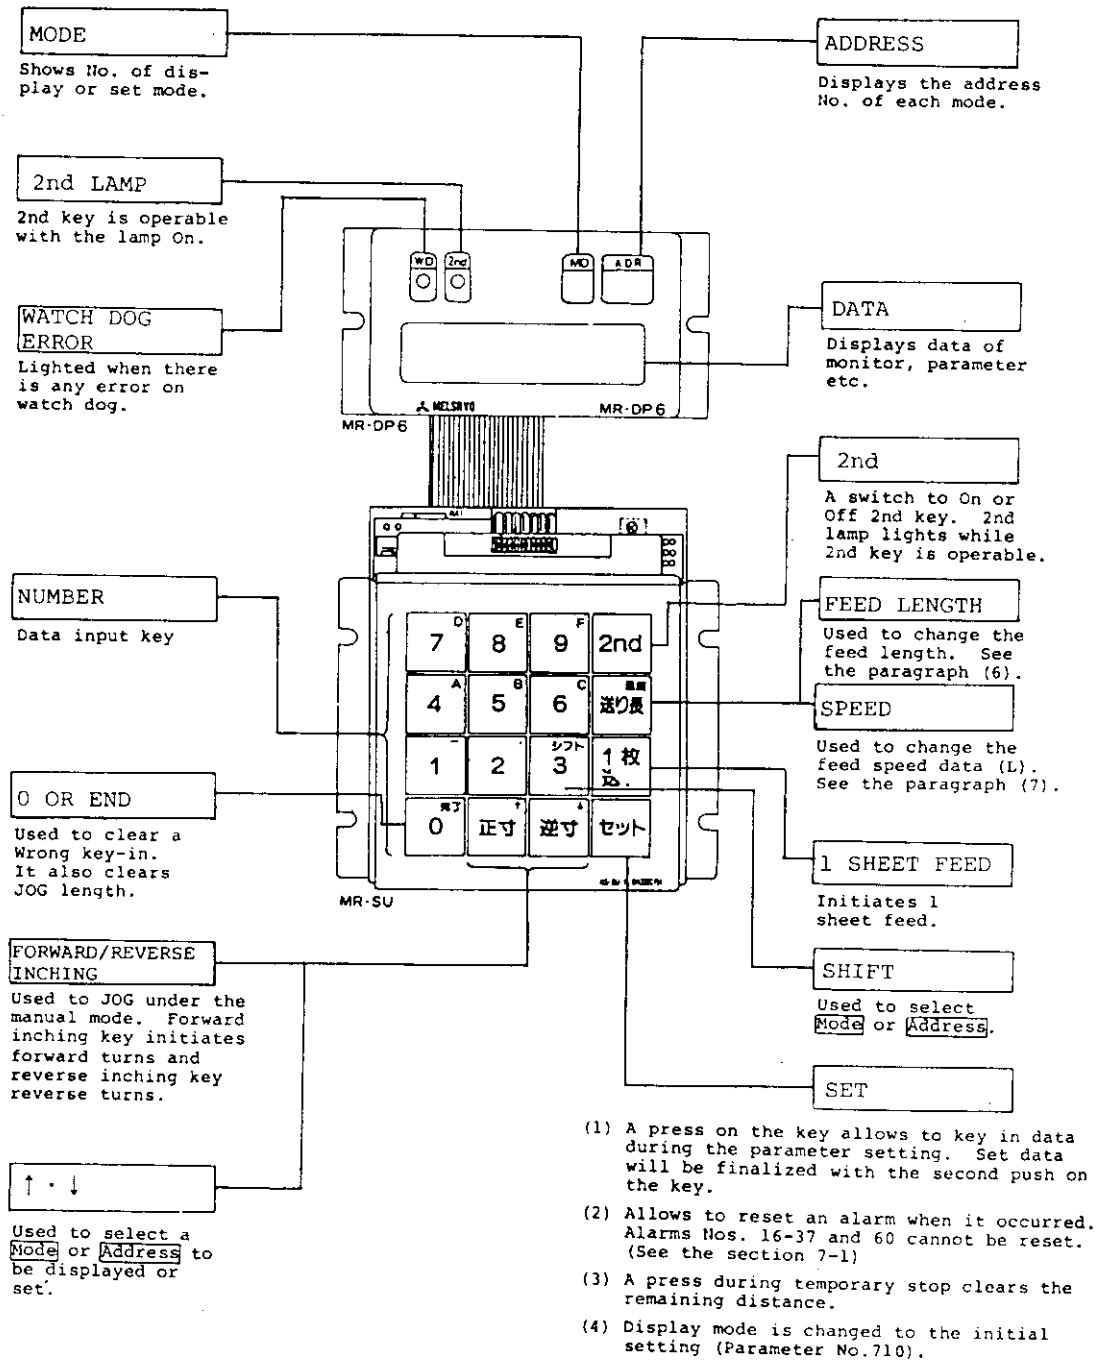 MODE
Shows No. of dis-
play or set mode.
ADDRESS
Displays the address
No. of each mode.
2nd LAMP
2nd key is operable
with the lamp On.
WATCH DOG
ERROR
Lighted when there
is any error on
watch dog.
WD
2nd
MO
ADR
MELSERVO
MR-DP6
MR-DP6
DATA
Displays data of
monitor, parameter
etc.
2nd
A switch to On or
Off 2nd key. 2nd
lamp lights while
2nd key is operable.
NUMBER
Data input key
FEED LENGTH
Used to change the
feed length. See
the paragraph (6).
SPEED
Used to change the
feed speed data (L).
See the paragraph (7).
7 D
8 E
9 F
2nd
4 A
5 B
6 C
送り長
1 -
2 .
3 シフト
1枚
0 完了
正寸 ↑
逆寸 ↓
セット
MR-SU
0 OR END
Used to clear a
Wrong key-in.
It also clears
JOG length.
1 SHEET FEED
Initiates 1
sheet feed.
FORWARD/REVERSE
INCHING
Used to JOG under the
manual mode. Forward
inching key initiates
forward turns and
reverse inching key
reverse turns.
SHIFT
Used to select
Mode or Address.
SET
(1) A press on the key allows to key in data
during the parameter setting. Set data
will be finalized with the second push on
the key.
(2) Allows to reset an alarm when it occurred.
Alarms Nos. 16-37 and 60 cannot be reset.
(See the section 7-1)
(3) A press during temporary stop clears the
remaining distance.
(4) Display mode is changed to the initial
setting (Parameter No.710).
↑ · ↓
Used to select a
Mode or Address to
be displayed or
set.